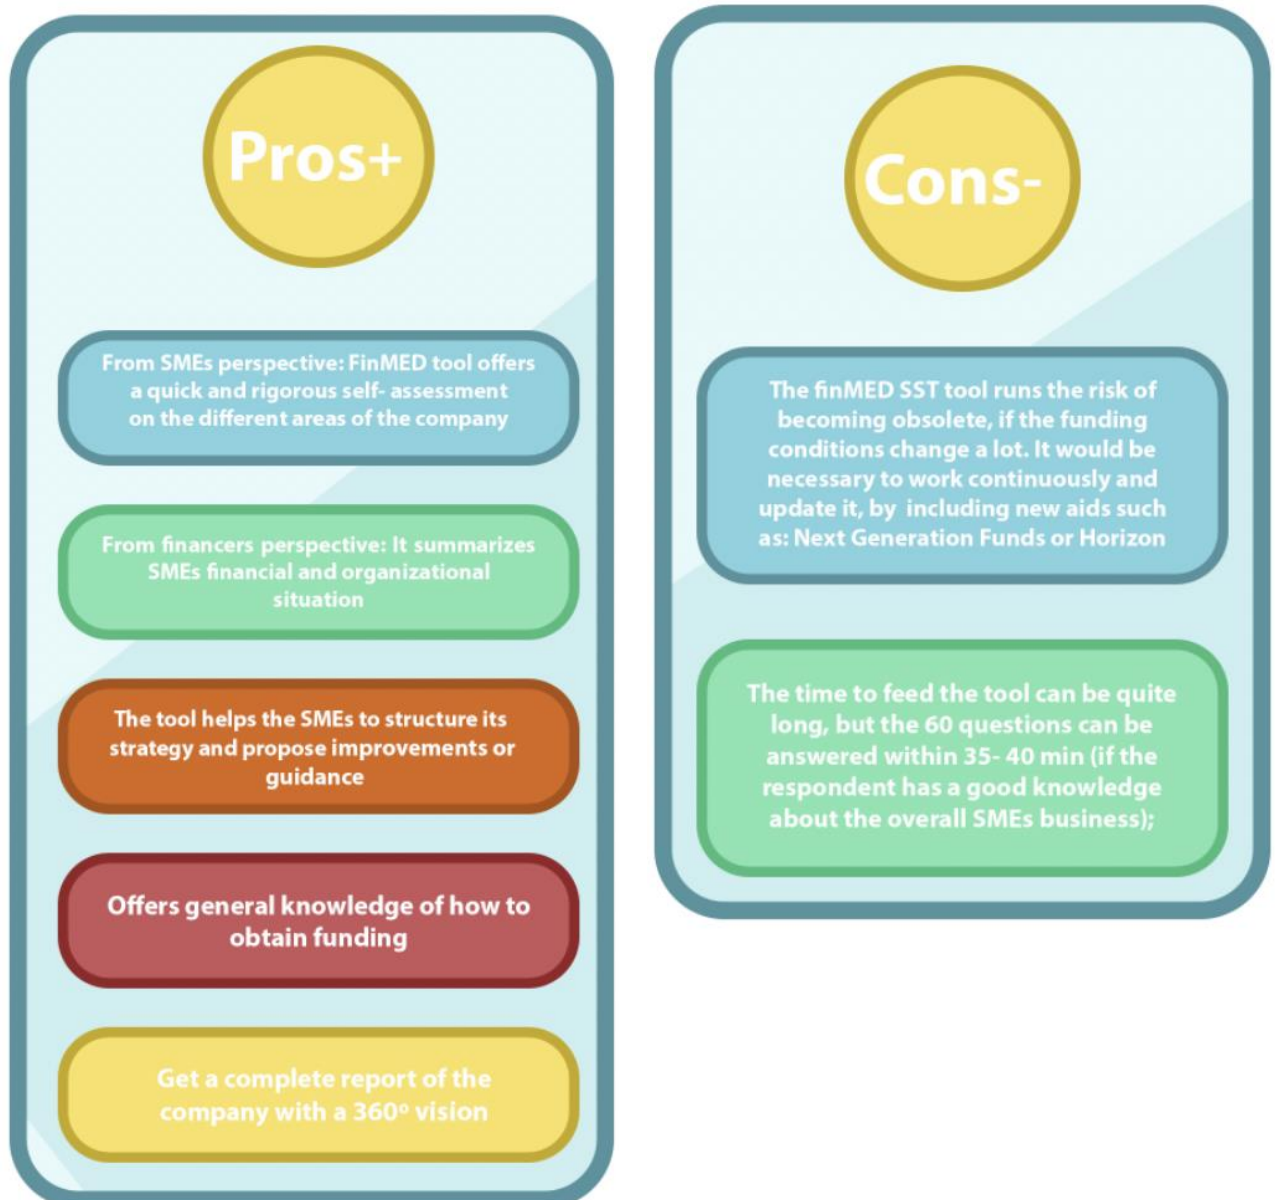 Pros+
From SMEs perspective: FinMED tool offers
a quick and rigorous self- assessment
on the different areas of the company
From financers perspective: It summarizes
SMEs financial and organizational
situation
The tool helps the SMEs to structure its
strategy and propose improvements or
guidance
Offers general knowledge of how to
obtain funding
Get a complete report of the
company with a 360º vision
Cons-
The finMED SST tool runs the risk of
becoming obsolete, if the funding
conditions change a lot. It would be
necessary to work continuously and
update it, by including new aids such
as: Next Generation Funds or Horizon
The time to feed the tool can be quite
long, but the 60 questions can be
answered within 35- 40 min (if the
respondent has a good knowledge
about the overall SMEs business);